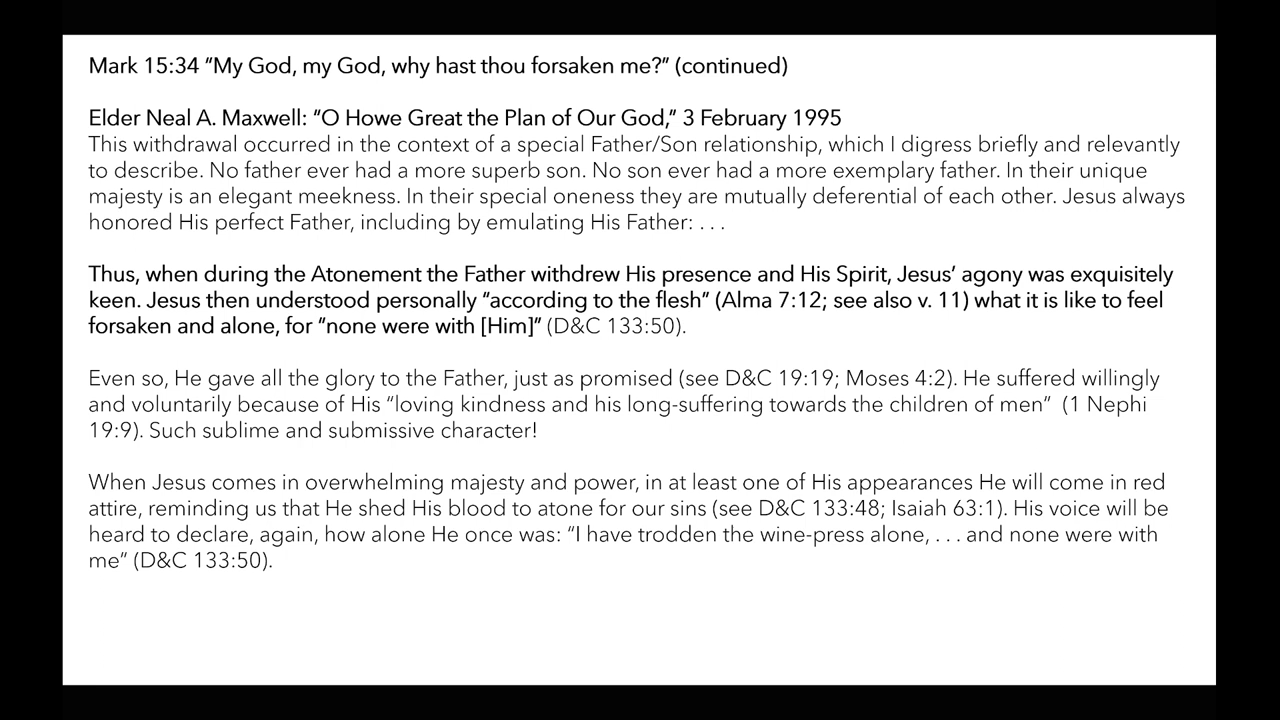 Mark 15:34 “My God, my God, why hast thou forsaken me?” (continued)
Elder Neal A. Maxwell: “O Howe Great the Plan of Our God,” 3 February 1995
This withdrawal occurred in the context of a special Father/Son relationship, which I digress briefly and relevantly
to describe. No father ever had a more superb son. No son ever had a more exemplary father. In their unique
majesty is an elegant meekness. In their special oneness they are mutually deferential of each other. Jesus always
honored His perfect Father, including by emulating His Father: . . .
Thus, when during the Atonement the Father withdrew His presence and His Spirit, Jesus’ agony was exquisitely
keen. Jesus then understood personally “according to the flesh” (Alma 7:12; see also v. 11) what it is like to feel
forsaken and alone, for “none were with [Him]” (D&C 133:50).
Even so, He gave all the glory to the Father, just as promised (see D&C 19:19; Moses 4:2). He suffered willingly
and voluntarily because of His “loving kindness and his long-suffering towards the children of men”  (1 Nephi
19:9). Such sublime and submissive character!
When Jesus comes in overwhelming majesty and power, in at least one of His appearances He will come in red
attire, reminding us that He shed His blood to atone for our sins (see D&C 133:48; Isaiah 63:1). His voice will be
heard to declare, again, how alone He once was: “I have trodden the wine-press alone, . . . and none were with
me” (D&C 133:50).